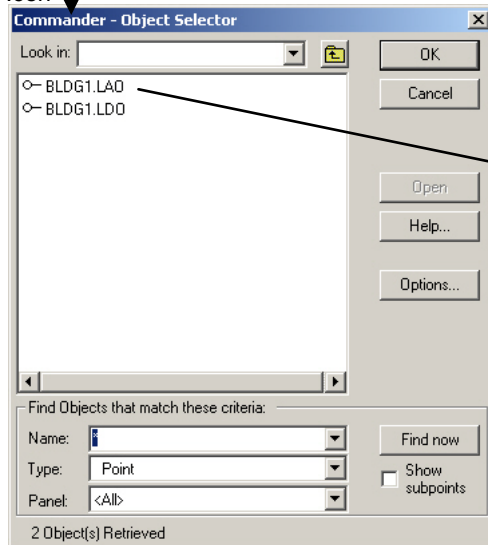 Commander - Object Selector
Look in:
OK
BLDG1.LAO
Cancel
BLDG1.LDO
Open
Help...
Options...
Find Objects that match these criteria:
Name: *
Find now
Type: Point
Show
subpoints
Panel: <All>
2 Object(s) Retrieved